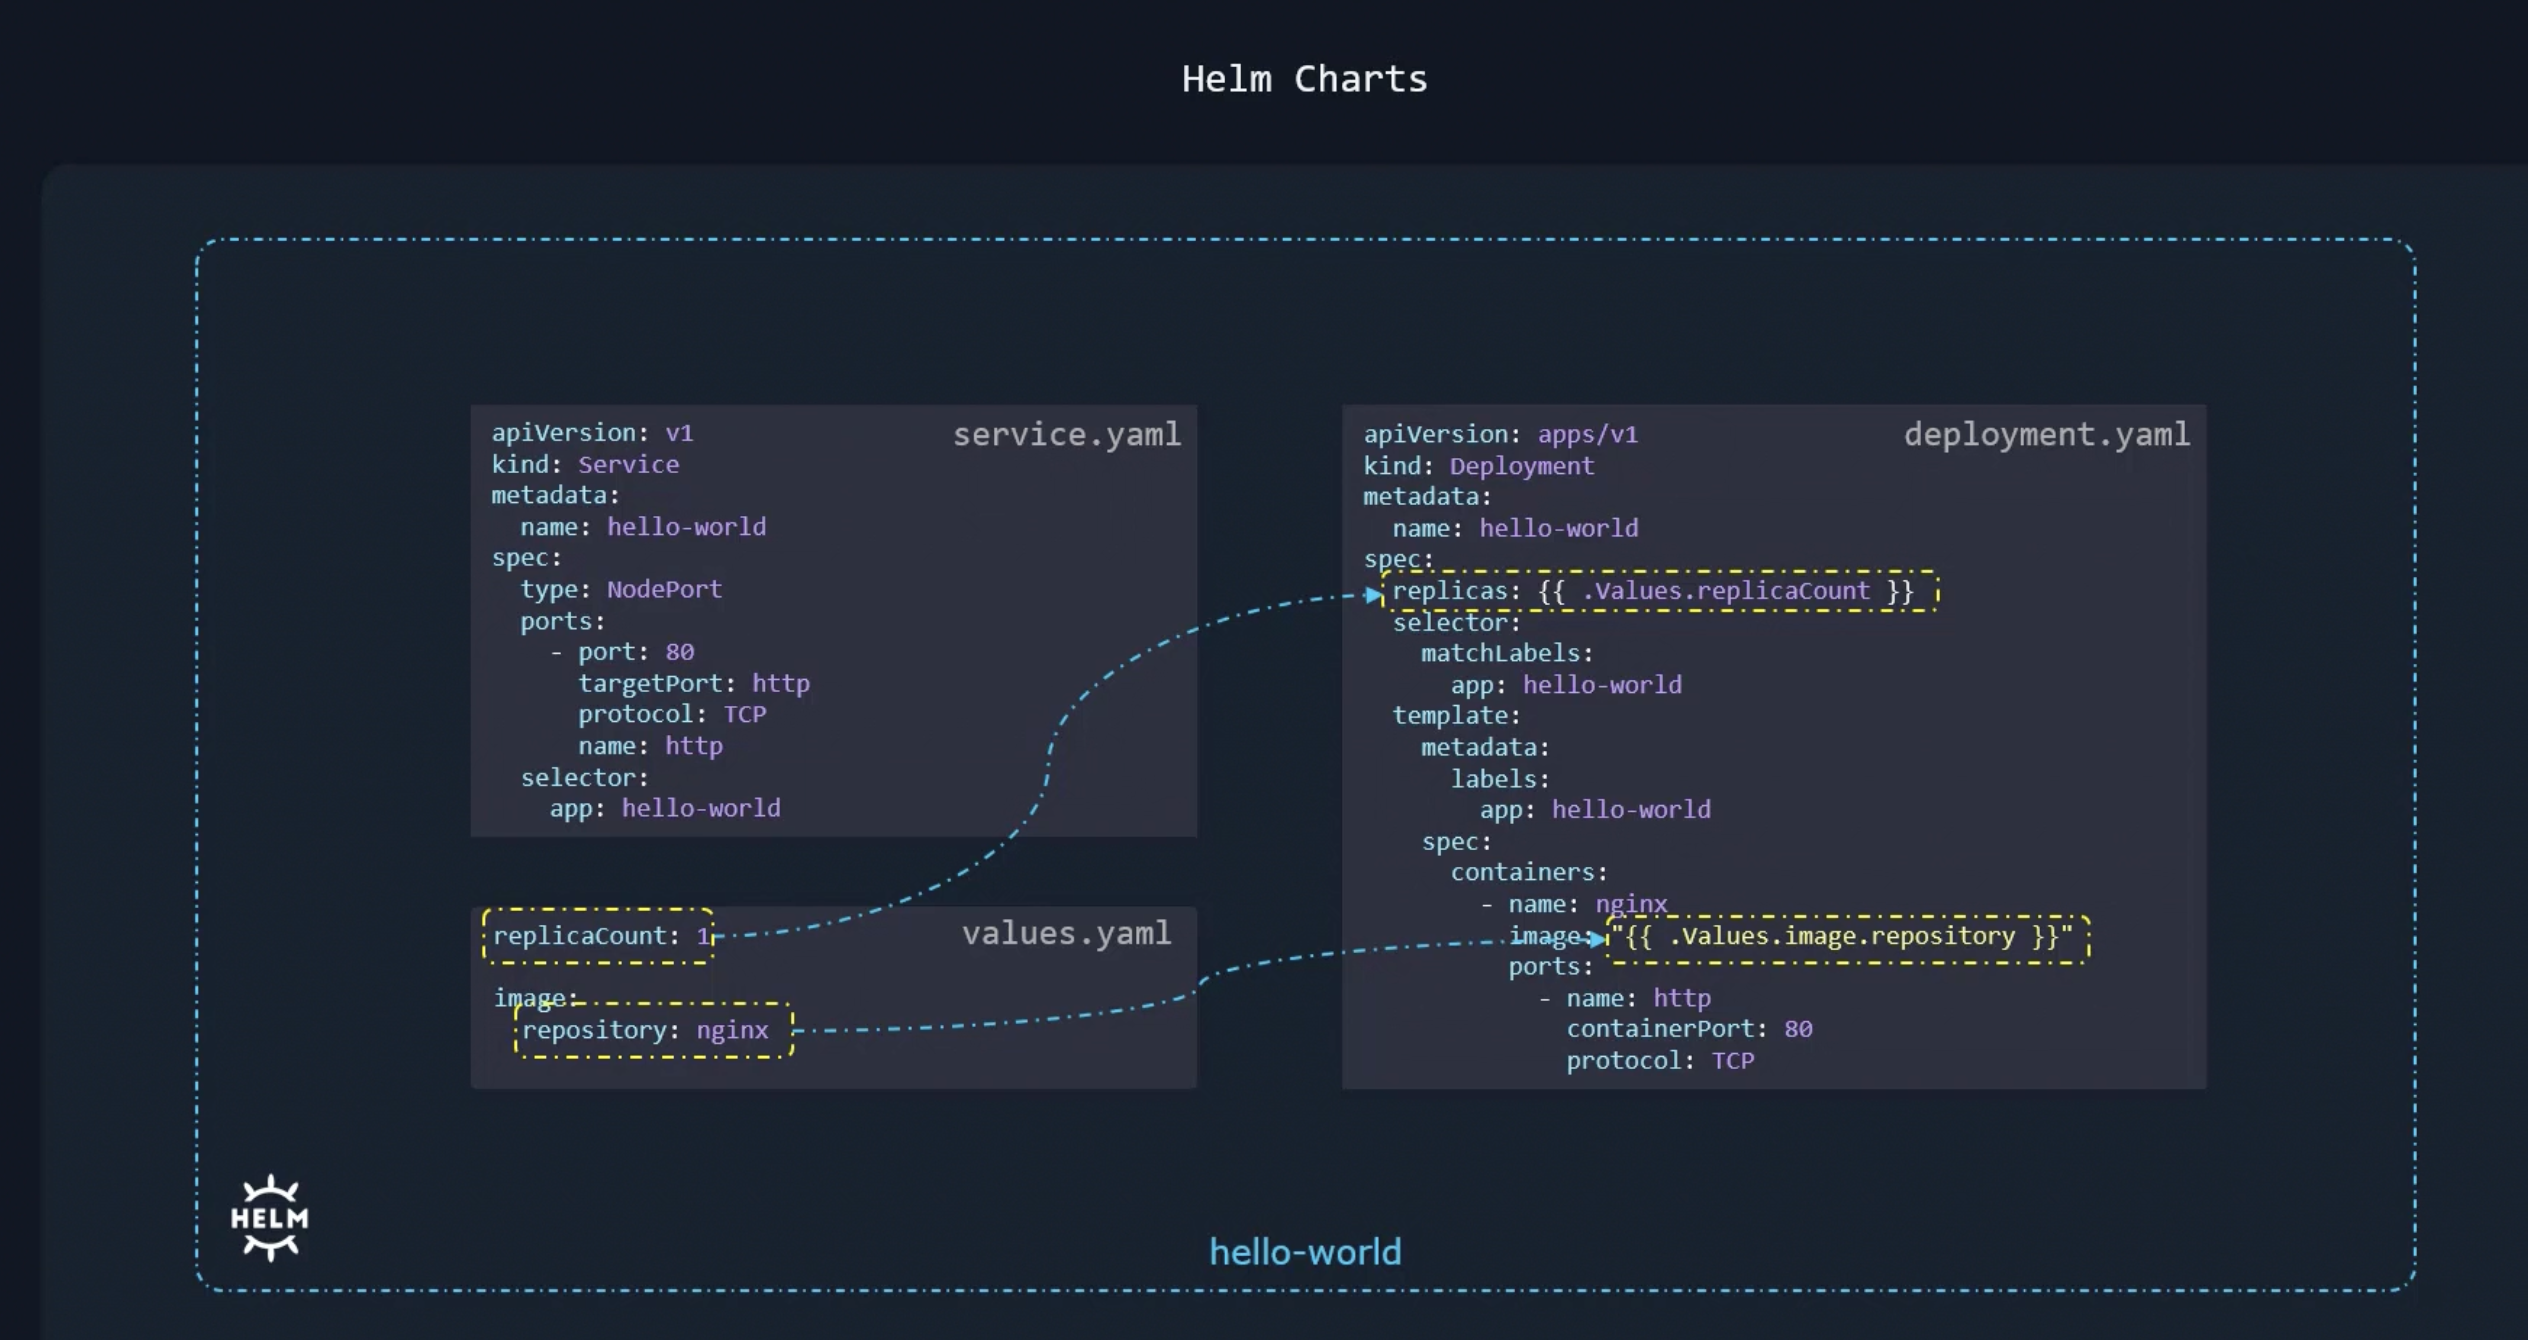 Helm Charts
service.yaml
apiVersion: v1
kind: Service
metadata:
  name: hello-world
spec:
  type: NodePort
  ports:
    - port: 80
      targetPort: http
      protocol: TCP
      name: http
  selector:
    app: hello-world
values.yaml
replicaCount: 1
image:
  repository: nginx
deployment.yaml
apiVersion: apps/v1
kind: Deployment
metadata:
  name: hello-world
spec:
  replicas: {{ .Values.replicaCount }}
  selector:
    matchLabels:
      app: hello-world
  template:
    metadata:
      labels:
        app: hello-world
    spec:
      containers:
        - name: nginx
          image: "{{ .Values.image.repository }}"
          ports:
            - name: http
              containerPort: 80
              protocol: TCP
HELM
hello-world